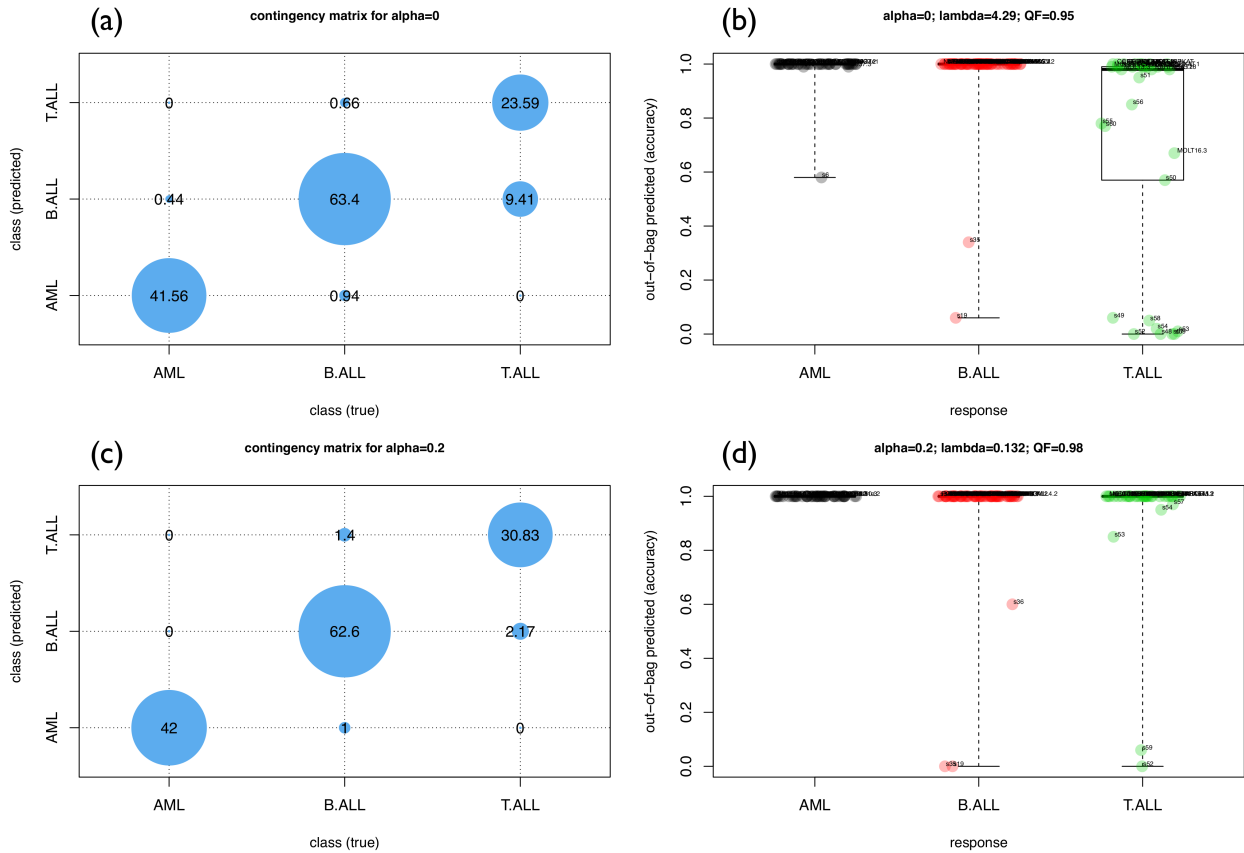 (a)
contingency matrix for alpha=0
class (predicted)
T.ALL
B.ALL
AML
0
0.66
23.59
0.44
63.4
9.41
41.56
0.94
0
AML
B.ALL
T.ALL
class (true)
(b)
alpha=0; lambda=4.29; QF=0.95
out−of−bag predicted (accuracy)
1.0
0.8
0.6
0.4
0.2
0.0
s6
s35
s19
s51
s56
s55
s60
MOLT16.3
s50
s49
s58
s54
s53
s52
s48
AML
B.ALL
T.ALL
response
(c)
contingency matrix for alpha=0.2
class (predicted)
T.ALL
B.ALL
AML
0
1.4
30.83
0
62.6
2.17
42
1
0
AML
B.ALL
T.ALL
class (true)
(d)
alpha=0.2; lambda=0.132; QF=0.98
out−of−bag predicted (accuracy)
1.0
0.8
0.6
0.4
0.2
0.0
s36
s35
s19
s57
s54
s53
s59
s52
AML
B.ALL
T.ALL
response